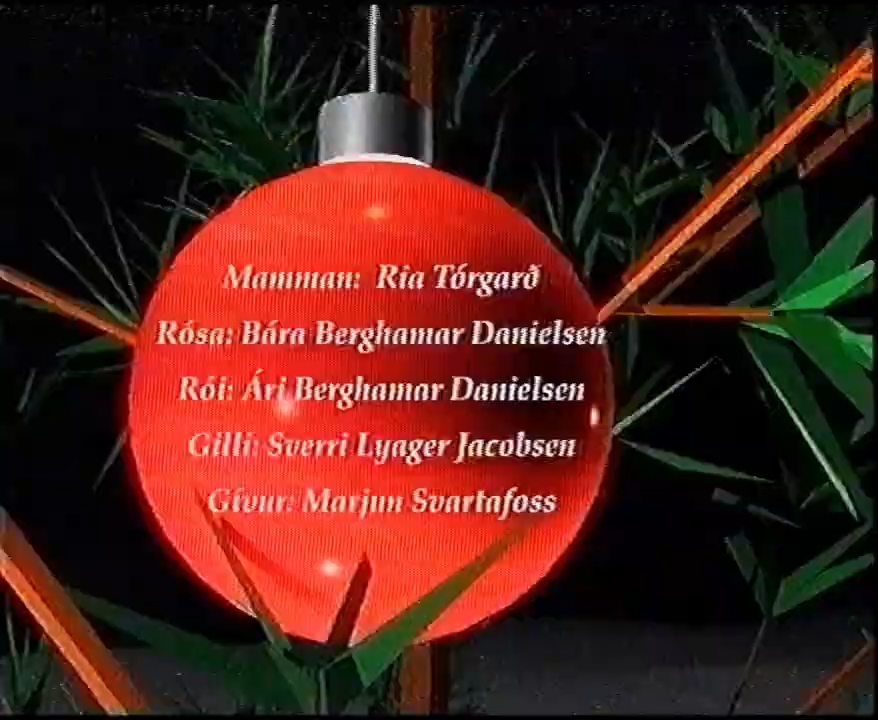 Mamman: Ria Tórgarð
Rósa: Bára Berghamar Danielsen
Rói: Ári Berghamar Danielsen
Gilli: Sverri Lyager Jacobsen
Gívur: Marjun Svartafoss